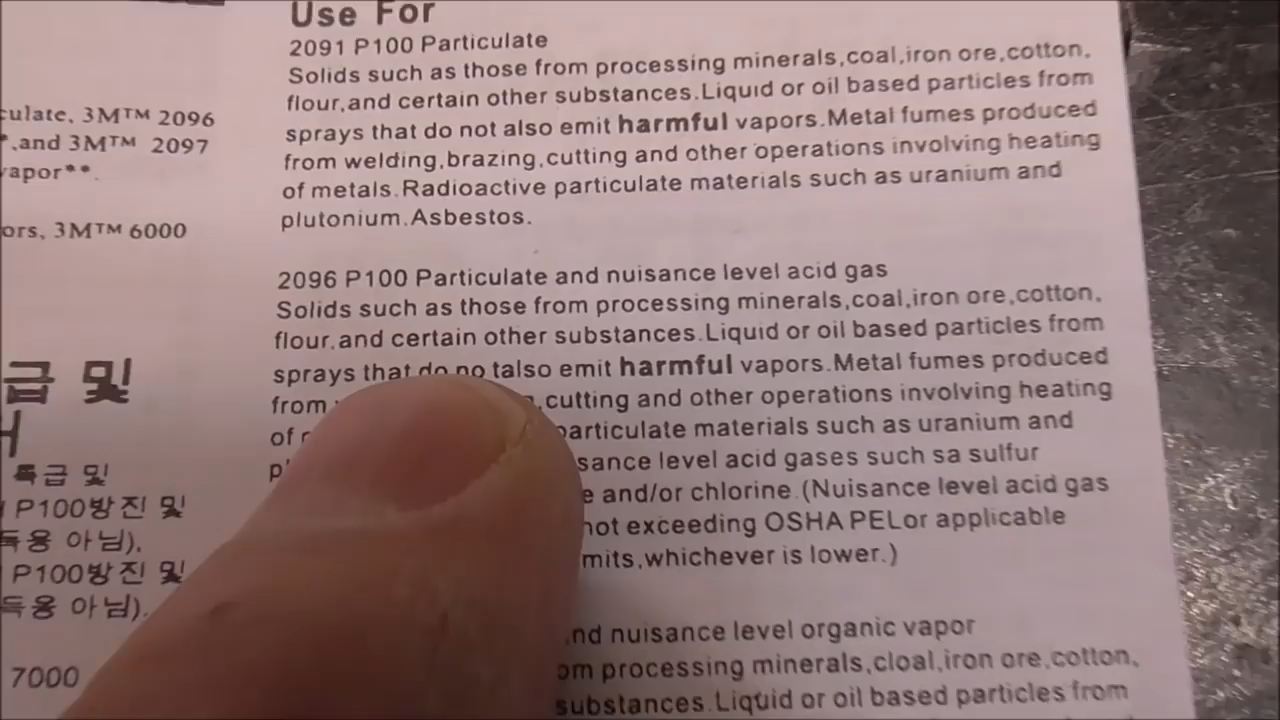 culate, 3M™ 2096
*,and 3M™ 2097
vapor**.
ors, 3M™ 6000
급 및
특급 및
P100방진 및
독용 아님),
P100방진 및
독용 아님).
7000
Use For
2091 P100 Particulate
Solids such as those from processing minerals,coal,iron ore,cotton,
flour,and certain other substances.Liquid or oil based particles from
sprays that do not also emit harmful vapors.Metal fumes produced
from welding,brazing,cutting and other operations involving heating
of metals.Radioactive particulate materials such as uranium and
plutonium.Asbestos.
2096 P100 Particulate and nuisance level acid gas
Solids such as those from processing minerals,coal,iron ore,cotton,
flour,and certain other substances.Liquid or oil based particles from
sprays that do no talso emit harmful vapors.Metal fumes produced
from ,cutting and other operations involving heating
of particulate materials such as uranium and
sance level acid gases such sa sulfur
e and/or chlorine.(Nuisance level acid gas
not exceeding OSHA PELor applicable
mits,whichever is lower.)
nd nuisance level organic vapor
om processing minerals,cloal,iron ore,cotton,
substances.Liquid or oil based particles from